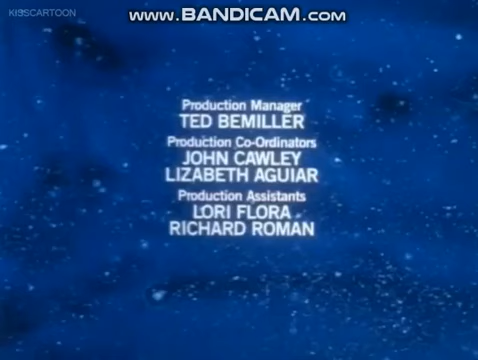 KISSCARTOON
www.BANDICAM.com
Production Manager
TED BEMILLER
Production Co-Ordinators
JOHN CAWLEY
LIZABETH AGUIAR
Production Assistants
LORI FLORA
RICHARD ROMAN